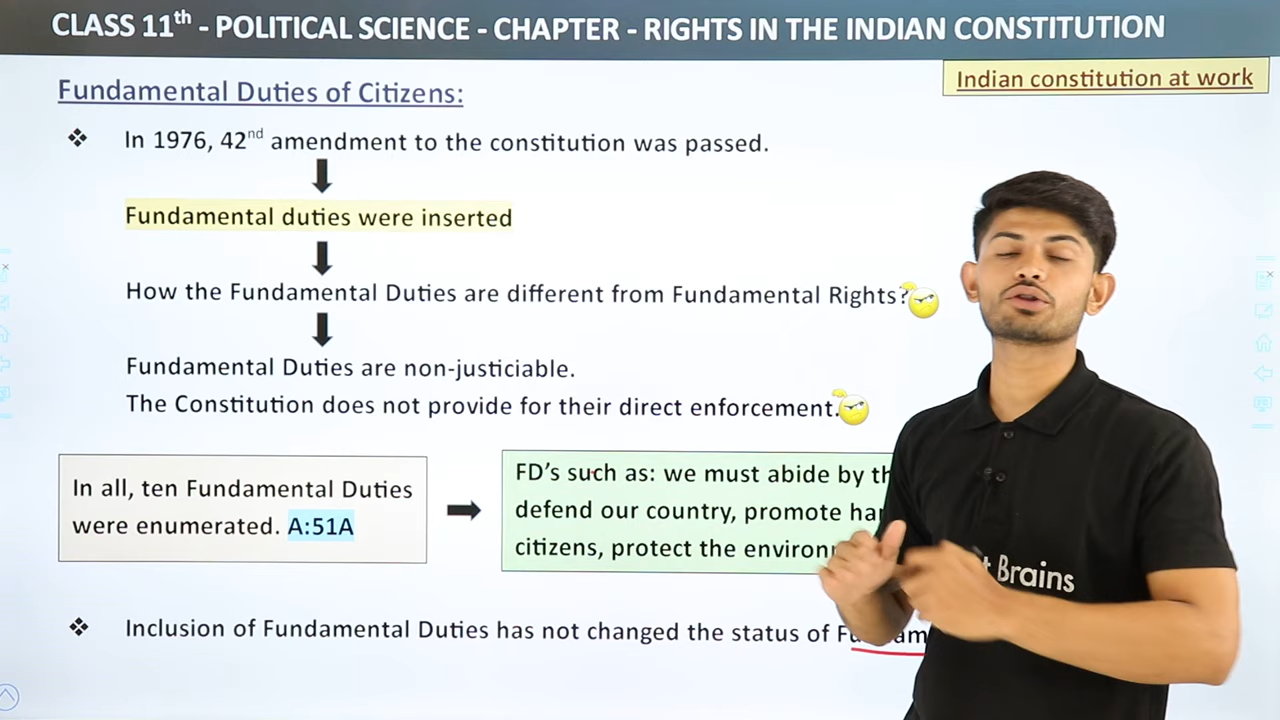 CLASS 11th - POLITICAL SCIENCE - CHAPTER - RIGHTS IN THE INDIAN CONSTITUTION
Indian constitution at work
Fundamental Duties of Citizens:
❖ In 1976, 42nd amendment to the constitution was passed.
Fundamental duties were inserted
How the Fundamental Duties are different from Fundamental Rights?
Fundamental Duties are non-justiciable.
The Constitution does not provide for their direct enforcement.
In all, ten Fundamental Duties
were enumerated. A:51A
FD's such as: we must abide by
defend our country, promote
citizens, protect the
Brains
❖ Inclusion of Fundamental Duties has not changed the status of